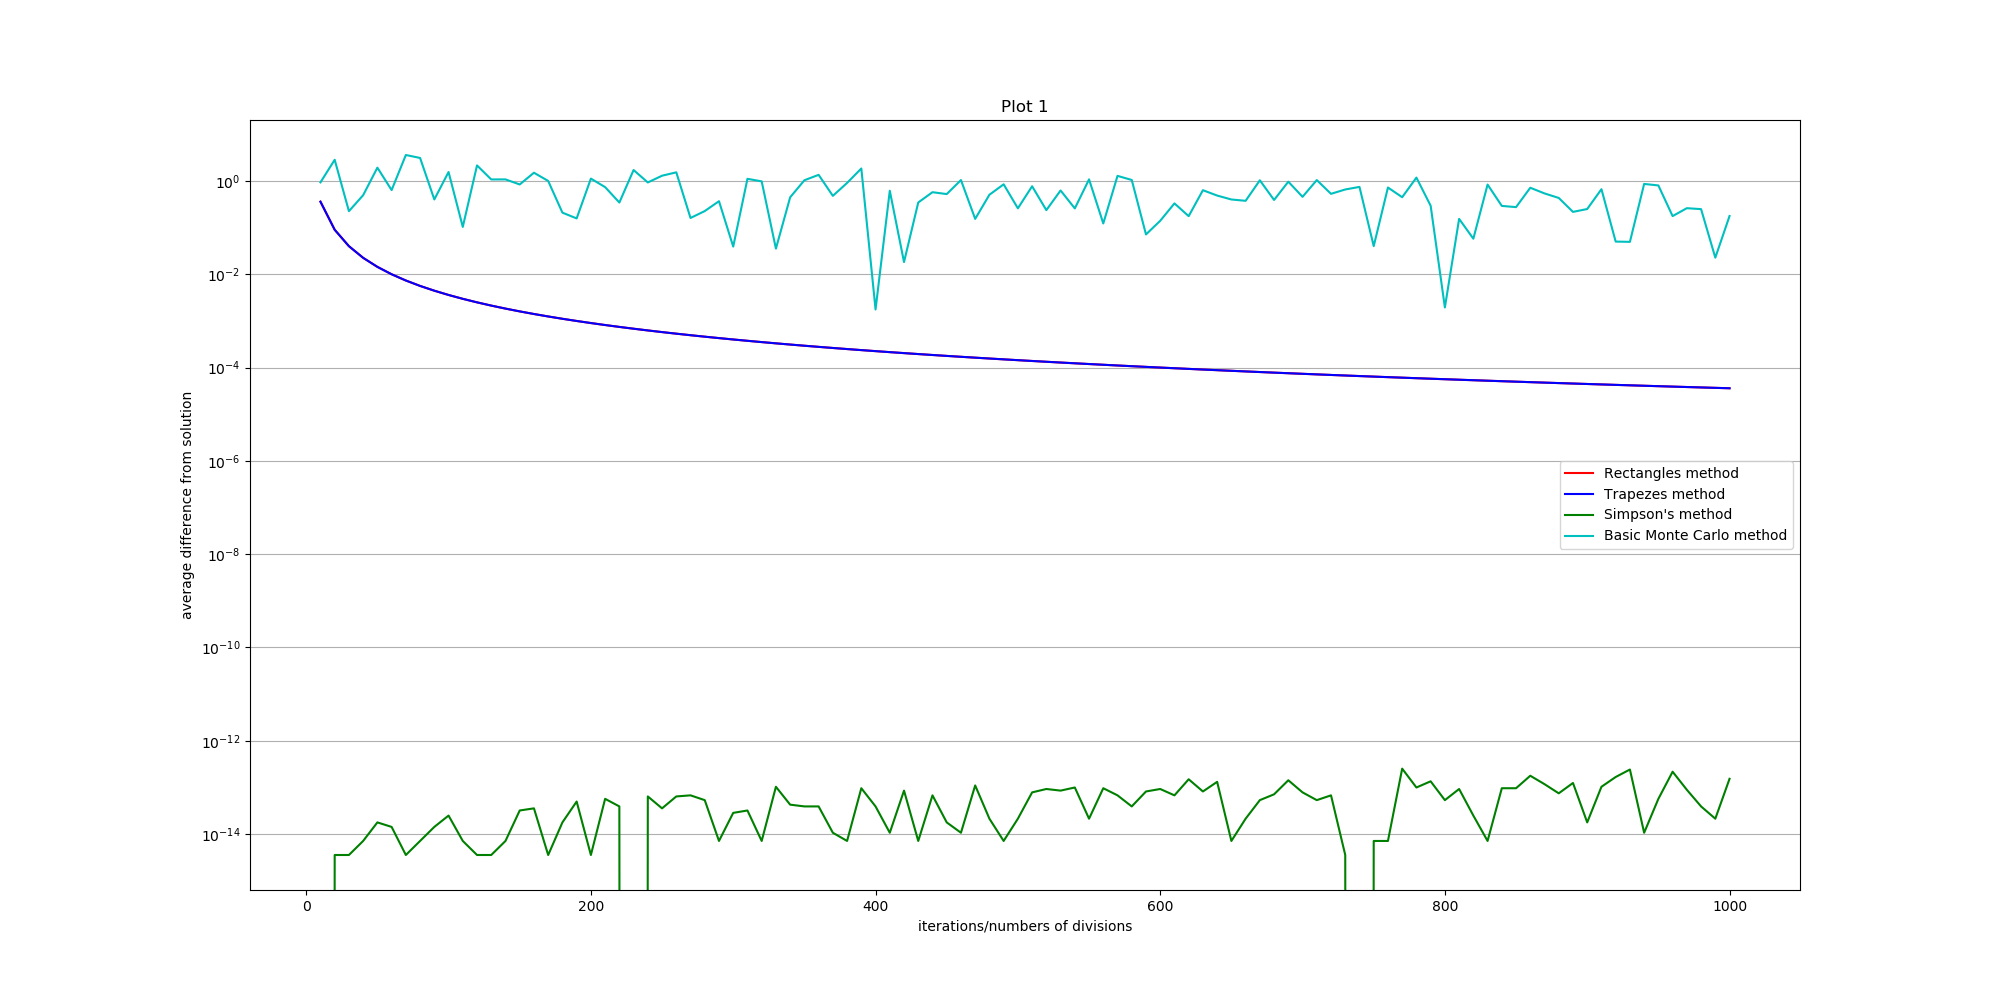 Plot 1
average difference from solution
10⁰
10⁻²
10⁻⁴
10⁻⁶
10⁻⁸
10⁻¹⁰
10⁻¹²
10⁻¹⁴
Rectangles method
Trapezes method
Simpson's method
Basic Monte Carlo method
0 200 400 600 800 1000
iterations/numbers of divisions